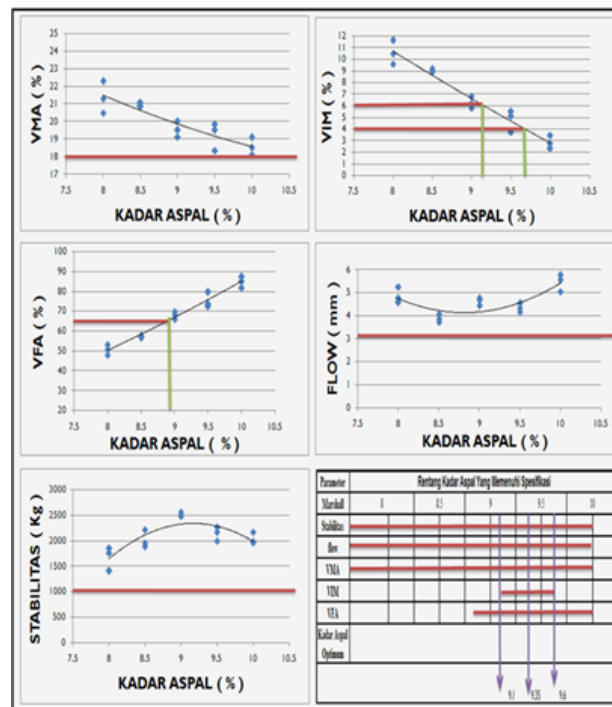 VMA ( % )
25
24
23
22
21
20
19
18
17
7.5 8 8.5 9 9.5 10 10.5
KADAR ASPAL ( % )
VIM ( % )
12
11
10
9
8
7
6
5
4
3
2
1
0
7.5 8 8.5 9 9.5 10 10.5
KADAR ASPAL ( % )
VFA ( % )
100
90
80
70
60
50
40
30
20
7.5 8 8.5 9 9.5 10 10.5
KADAR ASPAL ( % )
FLOW ( mm )
6
5
4
3
2
1
0
7.5 8 8.5 9 9.5 10 10.5
KADAR ASPAL ( % )
STABILITAS ( Kg )
3000
2500
2000
1500
1000
500
0
7.5 8 8.5 9 9.5 10 10.5
KADAR ASPAL ( % )
Parameter Rentang Kadar Aspal Yang Memenuhi Spesifikasi
Marshall 8 8.5 9 9.5 10
Stabilitas
flow
VMA
VIM
VFA
Kadar Aspal
Optimum
9.1 9.35 9.6